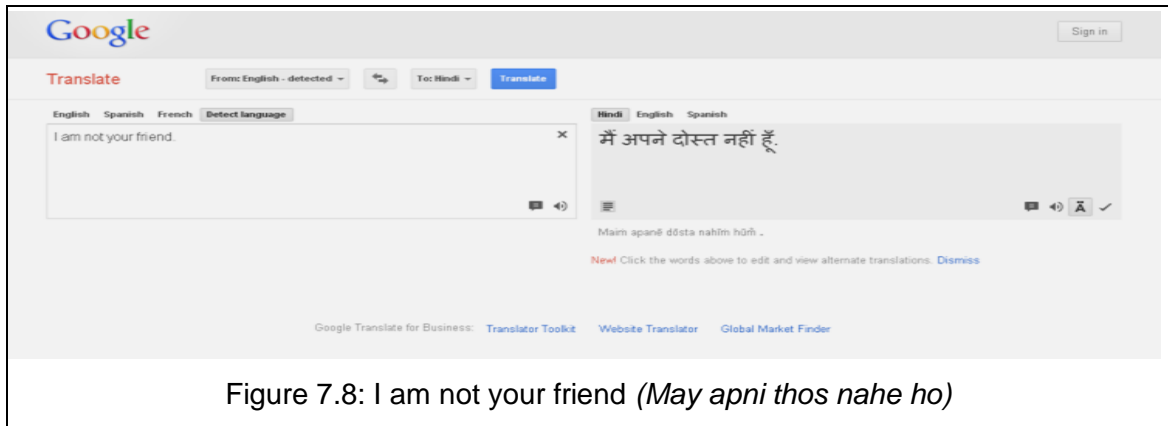 Google
Sign in
Translate
From: English - detected
To: Hindi
Translate
English Spanish French Detect language
Hindi English Spanish
I am not your friend.
मैं अपने दोस्त नहीं हूँ.
Maim apanē dōsta nahīm hūm̐ .
New! Click the words above to edit and view alternate translations. Dismiss
Google Translate for Business: Translator Toolkit Website Translator Global Market Finder
Figure 7.8: I am not your friend (May apni thos nahe ho)